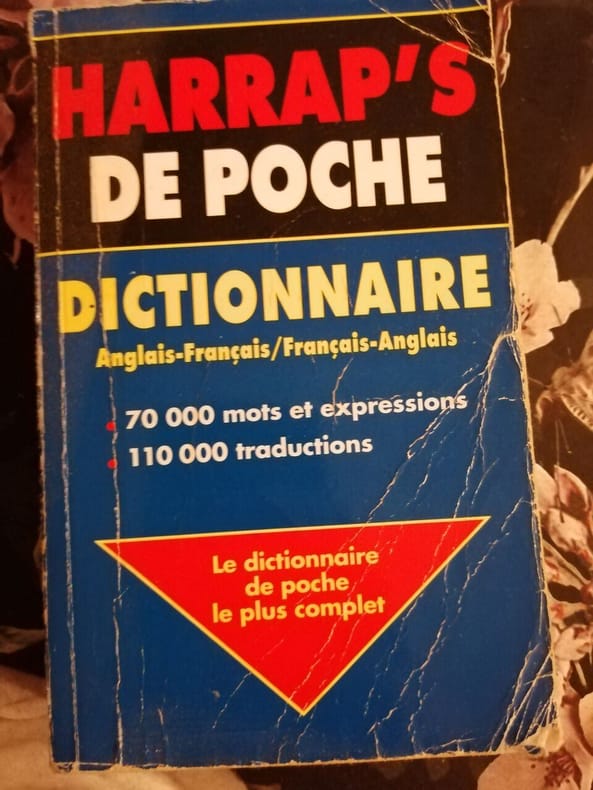 HARRAP'S
DE POCHE
DICTIONNAIRE
Anglais-Français/Français-Anglais
• 70 000 mots et expressions
• 110 000 traductions
Le dictionnaire
de poche
le plus complet